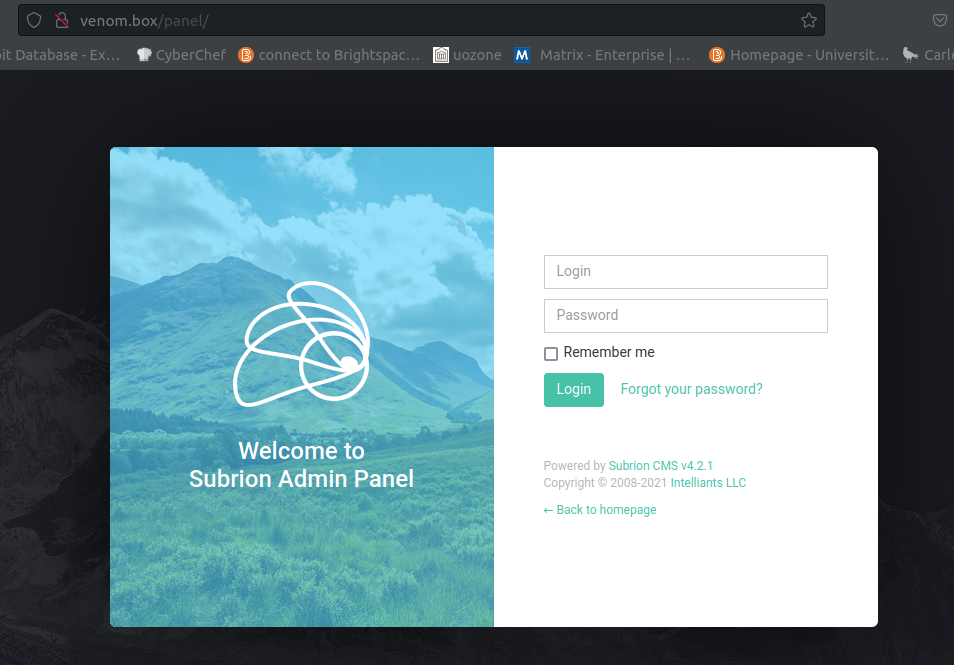 venom.box/panel/
it Database - Ex… CyberChef connect to Brightspac… uozone M Matrix - Enterprise | … Homepage - Universit… Carl
Welcome to
Subrion Admin Panel
Login
Password
Remember me
Login Forgot your password?
Powered by Subrion CMS v4.2.1
Copyright © 2008-2021 Intelliants LLC
← Back to homepage